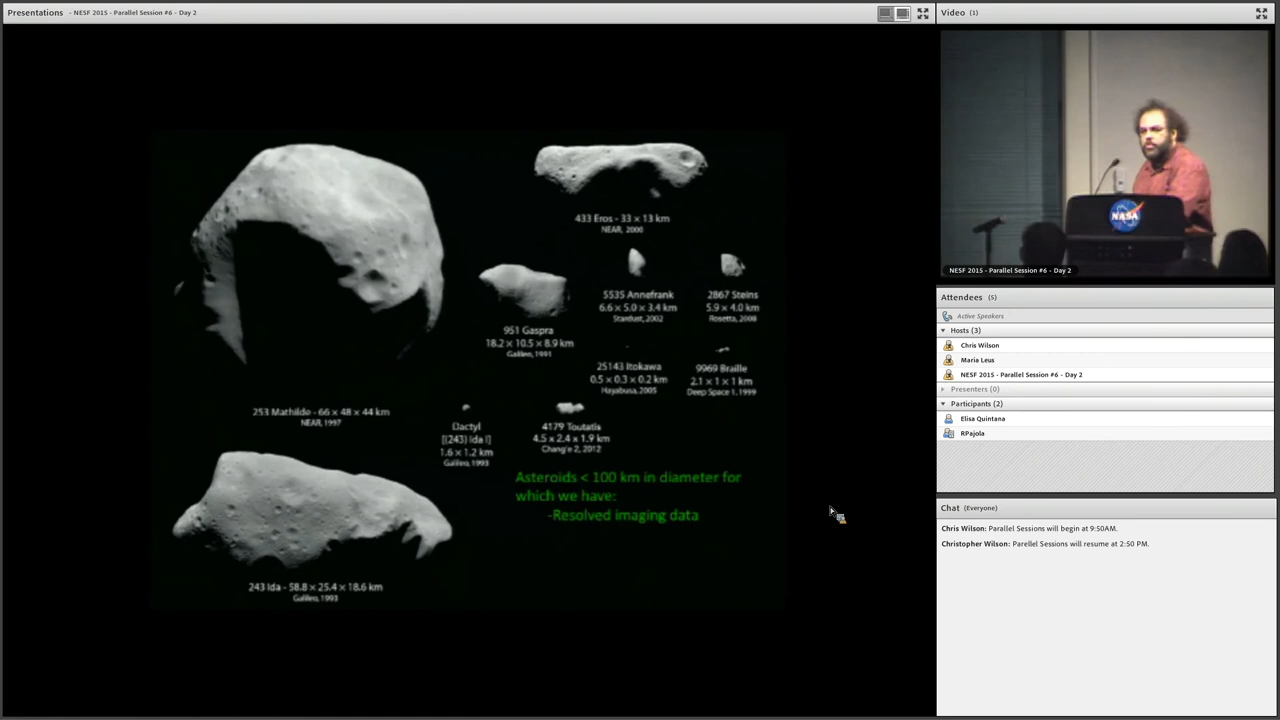 Presentations - NESF 2015 - Parallel Session #6 - Day 2
433 Eros - 33 × 13 km
NEAR, 2000
951 Gaspra
18.2 × 10.5 × 8.9 km
Galileo, 1991
5535 Annefrank
6.6 × 5.0 × 3.4 km
Stardust, 2002
2867 Steins
5.9 × 4.0 km
Rosetta, 2008
25143 Itokawa
0.5 × 0.3 × 0.2 km
Hayabusa, 2005
9969 Braille
2.1 × 1 × 1 km
Deep Space 1, 1999
253 Mathilde - 66 × 48 × 44 km
NEAR, 1997
Dactyl
[(243) Ida I]
1.6 × 1.2 km
Galileo, 1993
4179 Toutatis
4.5 × 2.4 × 1.9 km
Chang'e 2, 2012
Asteroids < 100 km in diameter for
which we have:
-Resolved imaging data
243 Ida - 58.8 × 25.4 × 18.6 km
Galileo, 1993
Video (1)
NASA
NESF 2015 - Parallel Session #6 - Day 2
Attendees (5)
Active Speakers
Hosts (3)
Chris Wilson
Maria Leus
NESF 2015 - Parallel Session #6 - Day 2
Presenters (0)
Participants (2)
Elisa Quintana
RPajola
Chat (Everyone)
Chris Wilson: Parallel Sessions will begin at 9:50AM.
Christopher Wilson: Parellel Sessions will resume at 2:50 PM.